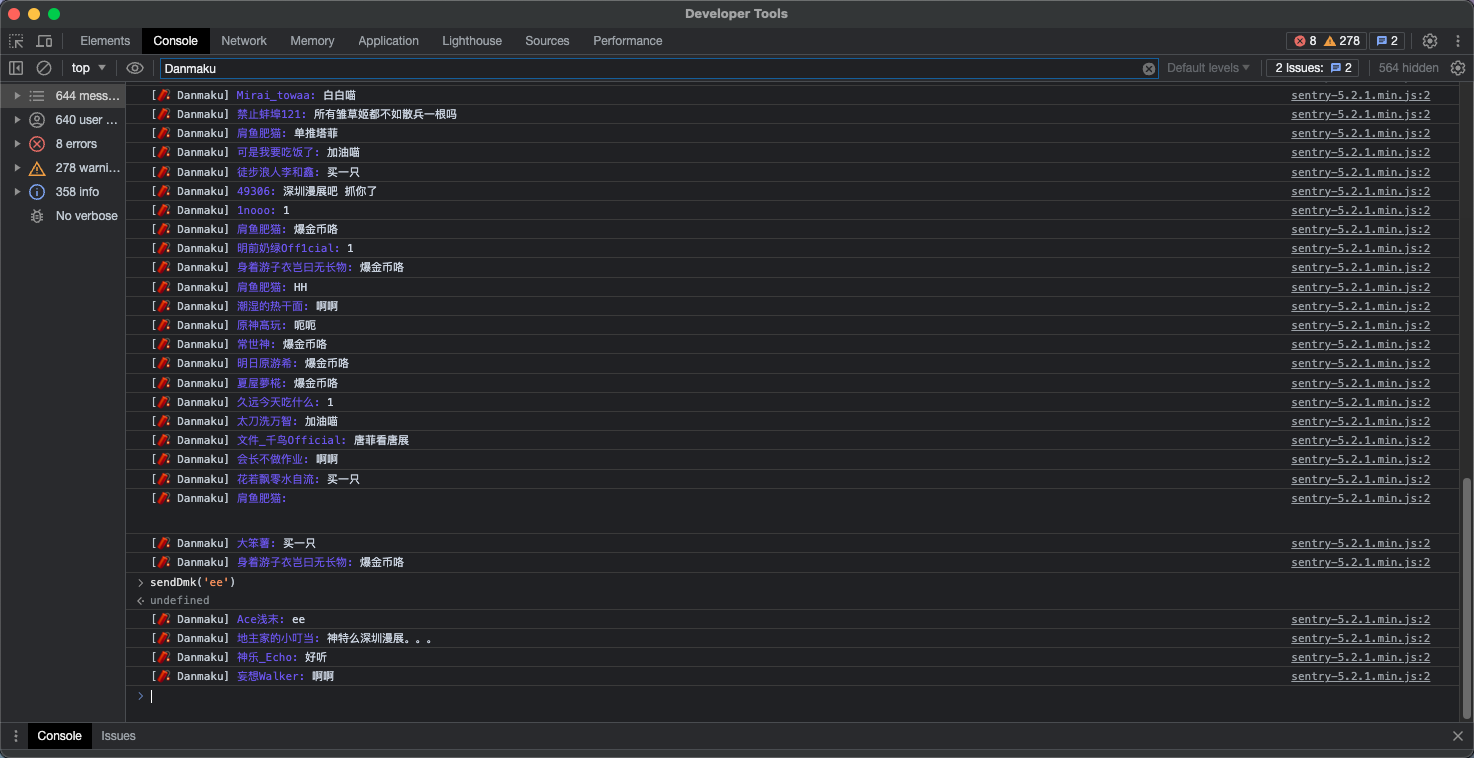 Developer Tools
Elements Console Network Memory Application Lighthouse Sources Performance 8 278 2
top Danmaku Default levels 2 Issues: 2 564 hidden
644 mess...
640 user ...
8 errors
278 warni...
358 info
No verbose
[🧨 Danmaku] Mirai_towaa: 白白喵 sentry-5.2.1.min.js:2
[🧨 Danmaku] 禁止蚌埠121: 所有雏草姬都不如散兵一根吗 sentry-5.2.1.min.js:2
[🧨 Danmaku] 肩鱼肥猫: 单推塔菲 sentry-5.2.1.min.js:2
[🧨 Danmaku] 可是我要吃饭了: 加油喵 sentry-5.2.1.min.js:2
[🧨 Danmaku] 徒步浪人李和鑫: 买一只 sentry-5.2.1.min.js:2
[🧨 Danmaku] 49306: 深圳漫展吧 抓你了 sentry-5.2.1.min.js:2
[🧨 Danmaku] 1nooo: 1 sentry-5.2.1.min.js:2
[🧨 Danmaku] 肩鱼肥猫: 爆金币咯 sentry-5.2.1.min.js:2
[🧨 Danmaku] 明前奶绿Off1cial: 1 sentry-5.2.1.min.js:2
[🧨 Danmaku] 身着游子衣岂曰无长物: 爆金币咯 sentry-5.2.1.min.js:2
[🧨 Danmaku] 肩鱼肥猫: HH sentry-5.2.1.min.js:2
[🧨 Danmaku] 潮湿的热干面: 啊啊 sentry-5.2.1.min.js:2
[🧨 Danmaku] 原神高玩: 呃呃 sentry-5.2.1.min.js:2
[🧨 Danmaku] 常世神: 爆金币咯 sentry-5.2.1.min.js:2
[🧨 Danmaku] 明日原游希: 爆金币咯 sentry-5.2.1.min.js:2
[🧨 Danmaku] 夏屋夢椛: 爆金币咯 sentry-5.2.1.min.js:2
[🧨 Danmaku] 久远今天吃什么: 1 sentry-5.2.1.min.js:2
[🧨 Danmaku] 太刀洗万智: 加油喵 sentry-5.2.1.min.js:2
[🧨 Danmaku] 文件_千鸟Official: 唐菲看唐展 sentry-5.2.1.min.js:2
[🧨 Danmaku] 会长不做作业: 啊啊 sentry-5.2.1.min.js:2
[🧨 Danmaku] 花若飘零水自流: 买一只 sentry-5.2.1.min.js:2
[🧨 Danmaku] 肩鱼肥猫: sentry-5.2.1.min.js:2
[🧨 Danmaku] 大笨薯: 买一只 sentry-5.2.1.min.js:2
[🧨 Danmaku] 身着游子衣岂曰无长物: 爆金币咯 sentry-5.2.1.min.js:2
sendDmk('ee')
undefined
[🧨 Danmaku] Ace浅末: ee sentry-5.2.1.min.js:2
[🧨 Danmaku] 地主家的小叮当: 神特么深圳漫展。。。 sentry-5.2.1.min.js:2
[🧨 Danmaku] 神乐_Echo: 好听 sentry-5.2.1.min.js:2
[🧨 Danmaku] 妄想Walker: 啊啊 sentry-5.2.1.min.js:2
Console Issues